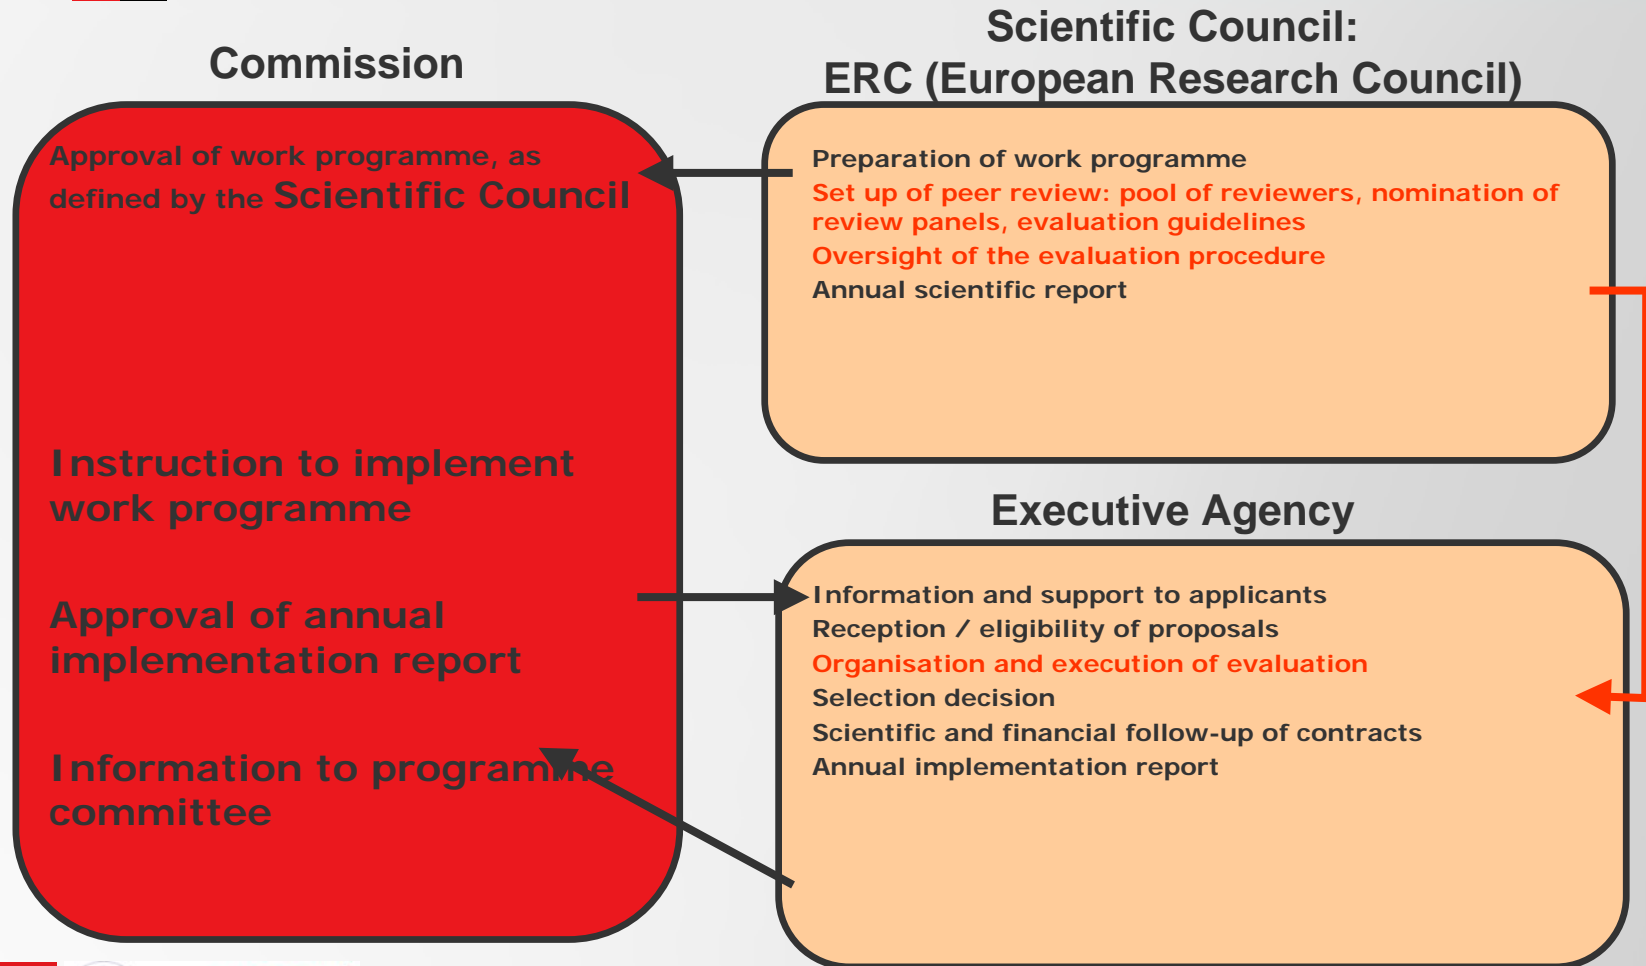 Commission
Approval of work programme, as
defined by the Scientific Council
Instruction to implement
work programme
Approval of annual
implementation report
Information to programme
committee
Scientific Council:
ERC (European Research Council)
Preparation of work programme
Set up of peer review: pool of reviewers, nomination of
review panels, evaluation guidelines
Oversight of the evaluation procedure
Annual scientific report
Executive Agency
Information and support to applicants
Reception / eligibility of proposals
Organisation and execution of evaluation
Selection decision
Scientific and financial follow-up of contracts
Annual implementation report